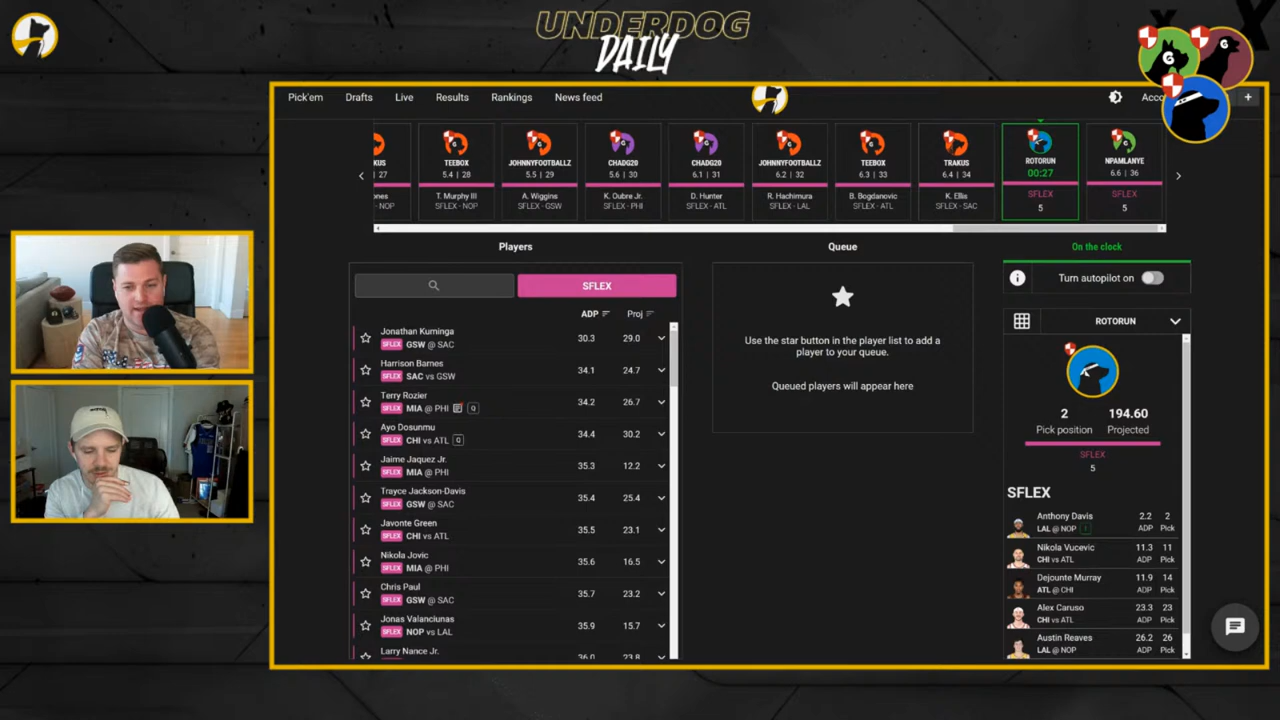 UNDERDOG
DAILY
Pick'em Drafts Live Results Rankings News feed
KUS TEEBOX JOHNNYFOOTBALLZ CHADG20 CHADG20 JOHNNYFOOTBALLZ TEEBOX TRAKUS ROTORUN NPAMLANYE
27 5.4 | 28 5.5 | 29 5.6 | 30 6.1 | 31 6.2 | 32 6.3 | 33 6.4 | 34 00:27 6.6 | 36
ones T. Murphy III A. Wiggins K. Oubre Jr. D. Hunter R. Hachimura B. Bogdanovic K. Ellis SFLEX SFLEX
- NOP SFLEX - NOP SFLEX - GSW SFLEX - PHI SFLEX - ATL SFLEX - LAL SFLEX - ATL SFLEX - SAC 5 5
Players Queue On the clock
SFLEX
Turn autopilot on
ADP Proj
Jonathan Kuminga
SFLEX GSW @ SAC 30.3 29.0
Harrison Barnes
SFLEX SAC vs GSW 34.1 24.7
Terry Rozier
SFLEX MIA @ PHI Q 34.2 26.7
Ayo Dosunmu
SFLEX CHI vs ATL Q 34.4 30.2
Jaime Jaquez Jr.
SFLEX MIA @ PHI 35.3 12.2
Trayce Jackson-Davis
SFLEX GSW @ SAC 35.4 25.4
Javonte Green
SFLEX CHI vs ATL 35.5 23.1
Nikola Jovic
SFLEX MIA @ PHI 35.6 16.5
Chris Paul
SFLEX GSW @ SAC 35.7 23.2
Jonas Valanciunas
SFLEX NOP vs LAL 35.9 15.7
Larry Nance Jr. 36.0 23.8
Use the star button in the player list to add a
player to your queue.
Queued players will appear here
ROTORUN
2 194.60
Pick position Projected
SFLEX
5
SFLEX
Anthony Davis 2.2 2
LAL @ NOP ADP Pick
Nikola Vucevic 11.3 11
CHI vs ATL ADP Pick
Dejounte Murray 11.9 14
ATL @ CHI ADP Pick
Alex Caruso 23.3 23
CHI vs ATL ADP Pick
Austin Reaves 26.2 26
LAL @ NOP ADP Pick